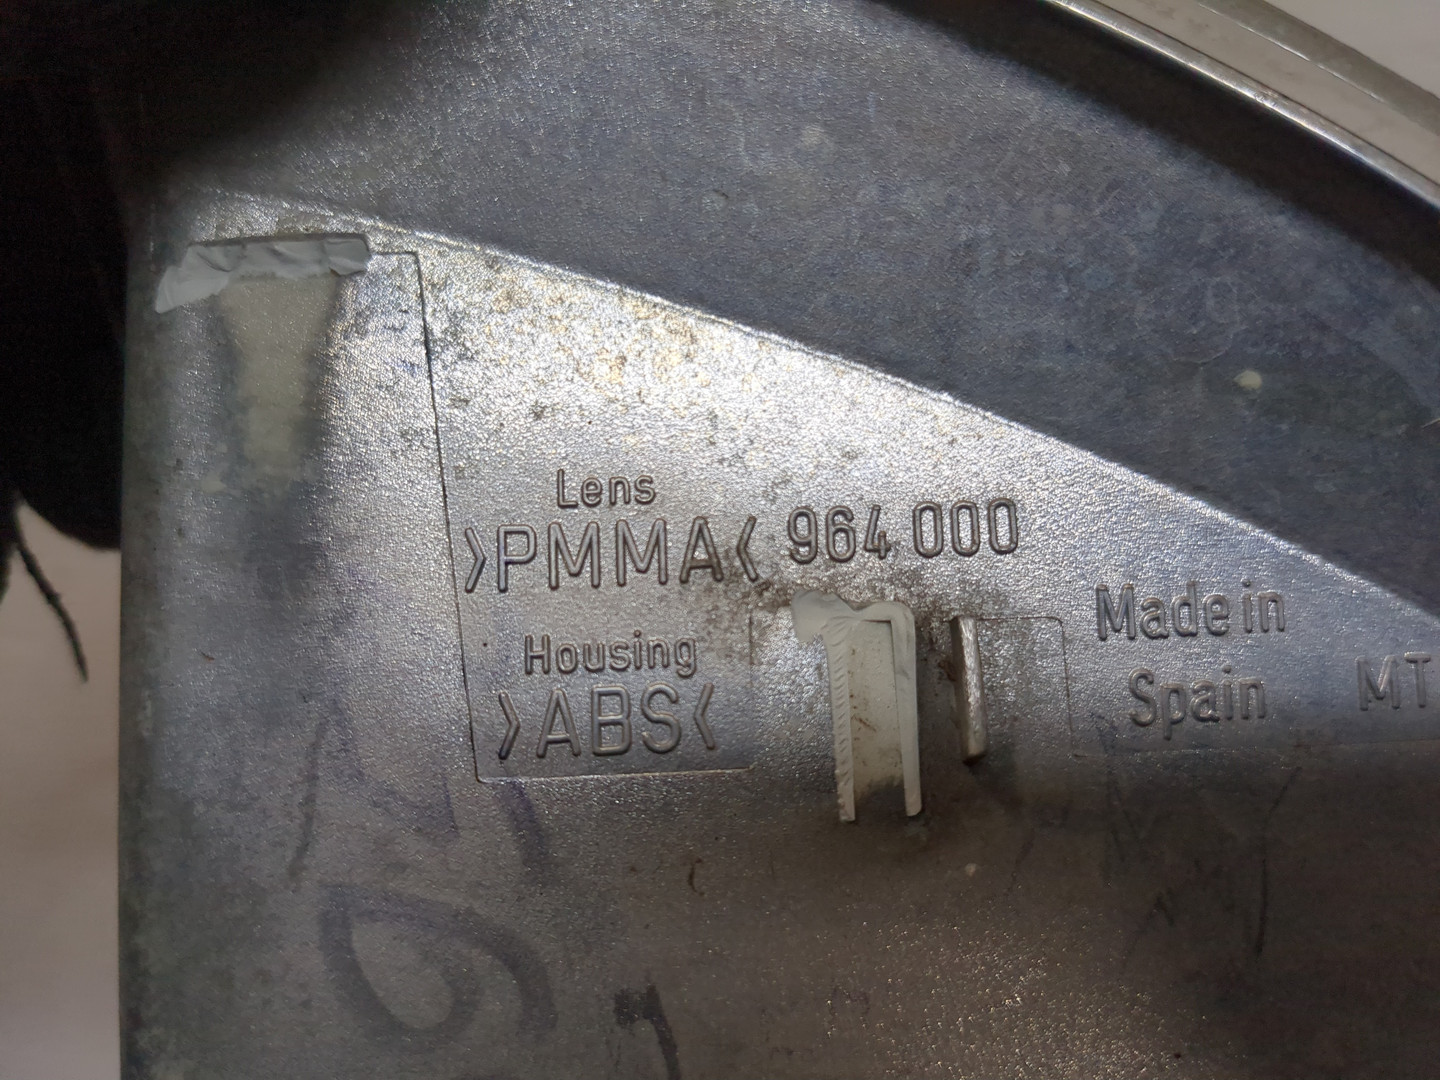 Lens
>PMMA< 964 000
Housing
>ABS<
Made in
Spain MT